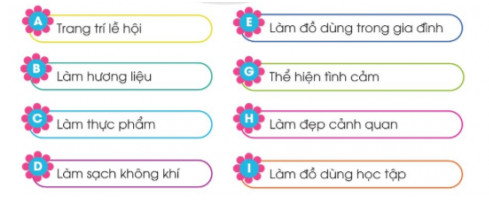 A Trang trí lễ hội
B Làm hương liệu
C Làm thực phẩm
D Làm sạch không khí
E Làm đồ dùng trong gia đình
G Thể hiện tình cảm
H Làm đẹp cảnh quan
I Làm đồ dùng học tập